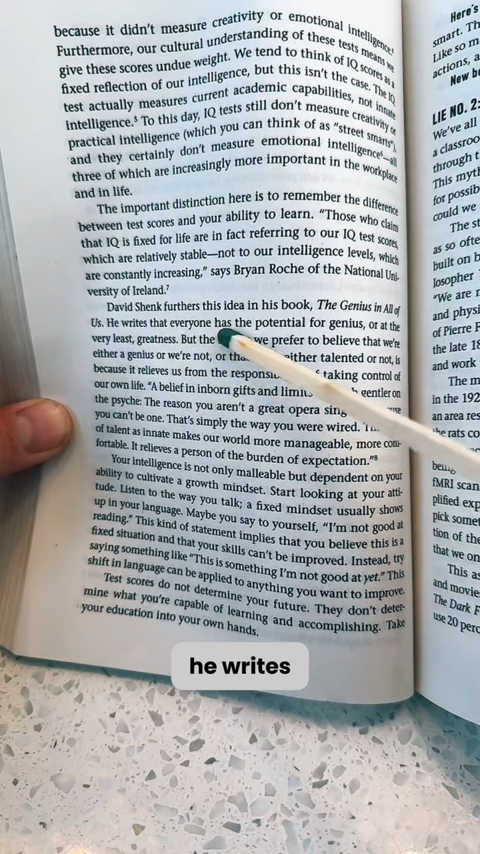 because it didn't measure creativity or emotional intelligence.
Furthermore, our cultural understanding of these tests means we
give these scores undue weight. We tend to think of IQ scores as a
fixed reflection of our intelligence, but this isn't the case. The IQ
test actually measures current academic capabilities, not innate
intelligence.⁵ To this day, IQ tests still don't measure creativity or
practical intelligence (which you can think of as "street smarts"),
and they certainly don't measure emotional intelligence⁶—all
three of which are increasingly more important in the workplace
and in life.
The important distinction here is to remember the difference
between test scores and your ability to learn. "Those who claim
that IQ is fixed for life are in fact referring to our IQ test scores,
which are relatively stable—not to our intelligence levels, which
are constantly increasing," says Bryan Roche of the National Uni-
versity of Ireland.⁷
David Shenk furthers this idea in his book, The Genius in All of
Us. He writes that everyone has the potential for genius, or at the
very least, greatness. But the we prefer to believe that we're
either a genius or we're not, or that either talented or not, is
because it relieves us from the responsi of taking control of
our own life. "A belief in inborn gifts and limi gentler on
the psyche: The reason you aren't a great opera sing
you can't be one. That's simply the way you were wired.
of talent as innate makes our world more manageable, more com-
fortable. It relieves a person of the burden of expectation."⁸
Your intelligence is not only malleable but dependent on your
ability to cultivate a growth mindset. Start looking at your atti-
tude. Listen to the way you talk; a fixed mindset usually shows
up in your language. Maybe you say to yourself, "I'm not good at
reading." This kind of statement implies that you believe this is a
fixed situation and that your skills can't be improved. Instead, try
saying something like "This is something I'm not good at yet." This
shift in language can be applied to anything you want to improve.
Test scores do not determine your future. They don't deter-
mine what you're capable of learning and accomplishing. Take
your education into your own hands.
he writes
Here's
smart. Th
Like so m
actions, a
Now be
LIE NO. 2:
We've all
a classroo
through t
This myth
for possib
could we
The st
as so ofte
built on b
losopher
"We are n
and physi
of Pierre F
the late 18
and work
The m
in the 192
an area res
the rats co
being
fMRI scan
plified exp
pick somet
tion of the
that we on
This as
and movie
The Dark F
use 20 perc